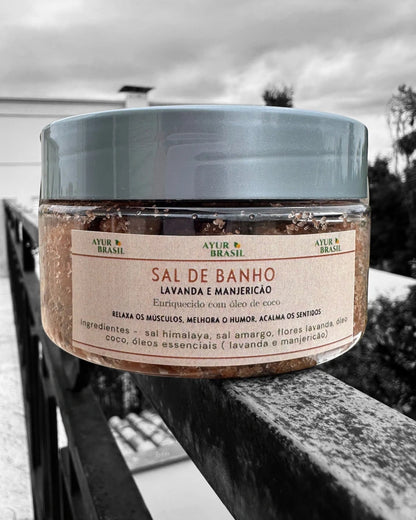 AYUR
BRASIL
AYUR
BRASIL
AYUR
BRASIL
SAL DE BANHO
LAVANDA E MANJERICÃO
Enriquecido com óleo de coco
RELAXA OS MÚSCULOS, MELHORA O HUMOR, ACALMA OS SENTIDOS
Ingredientes - sal himalaya, sal amargo, flores lavanda, óleo
coco, óleos essenciais ( lavanda e manjericão)